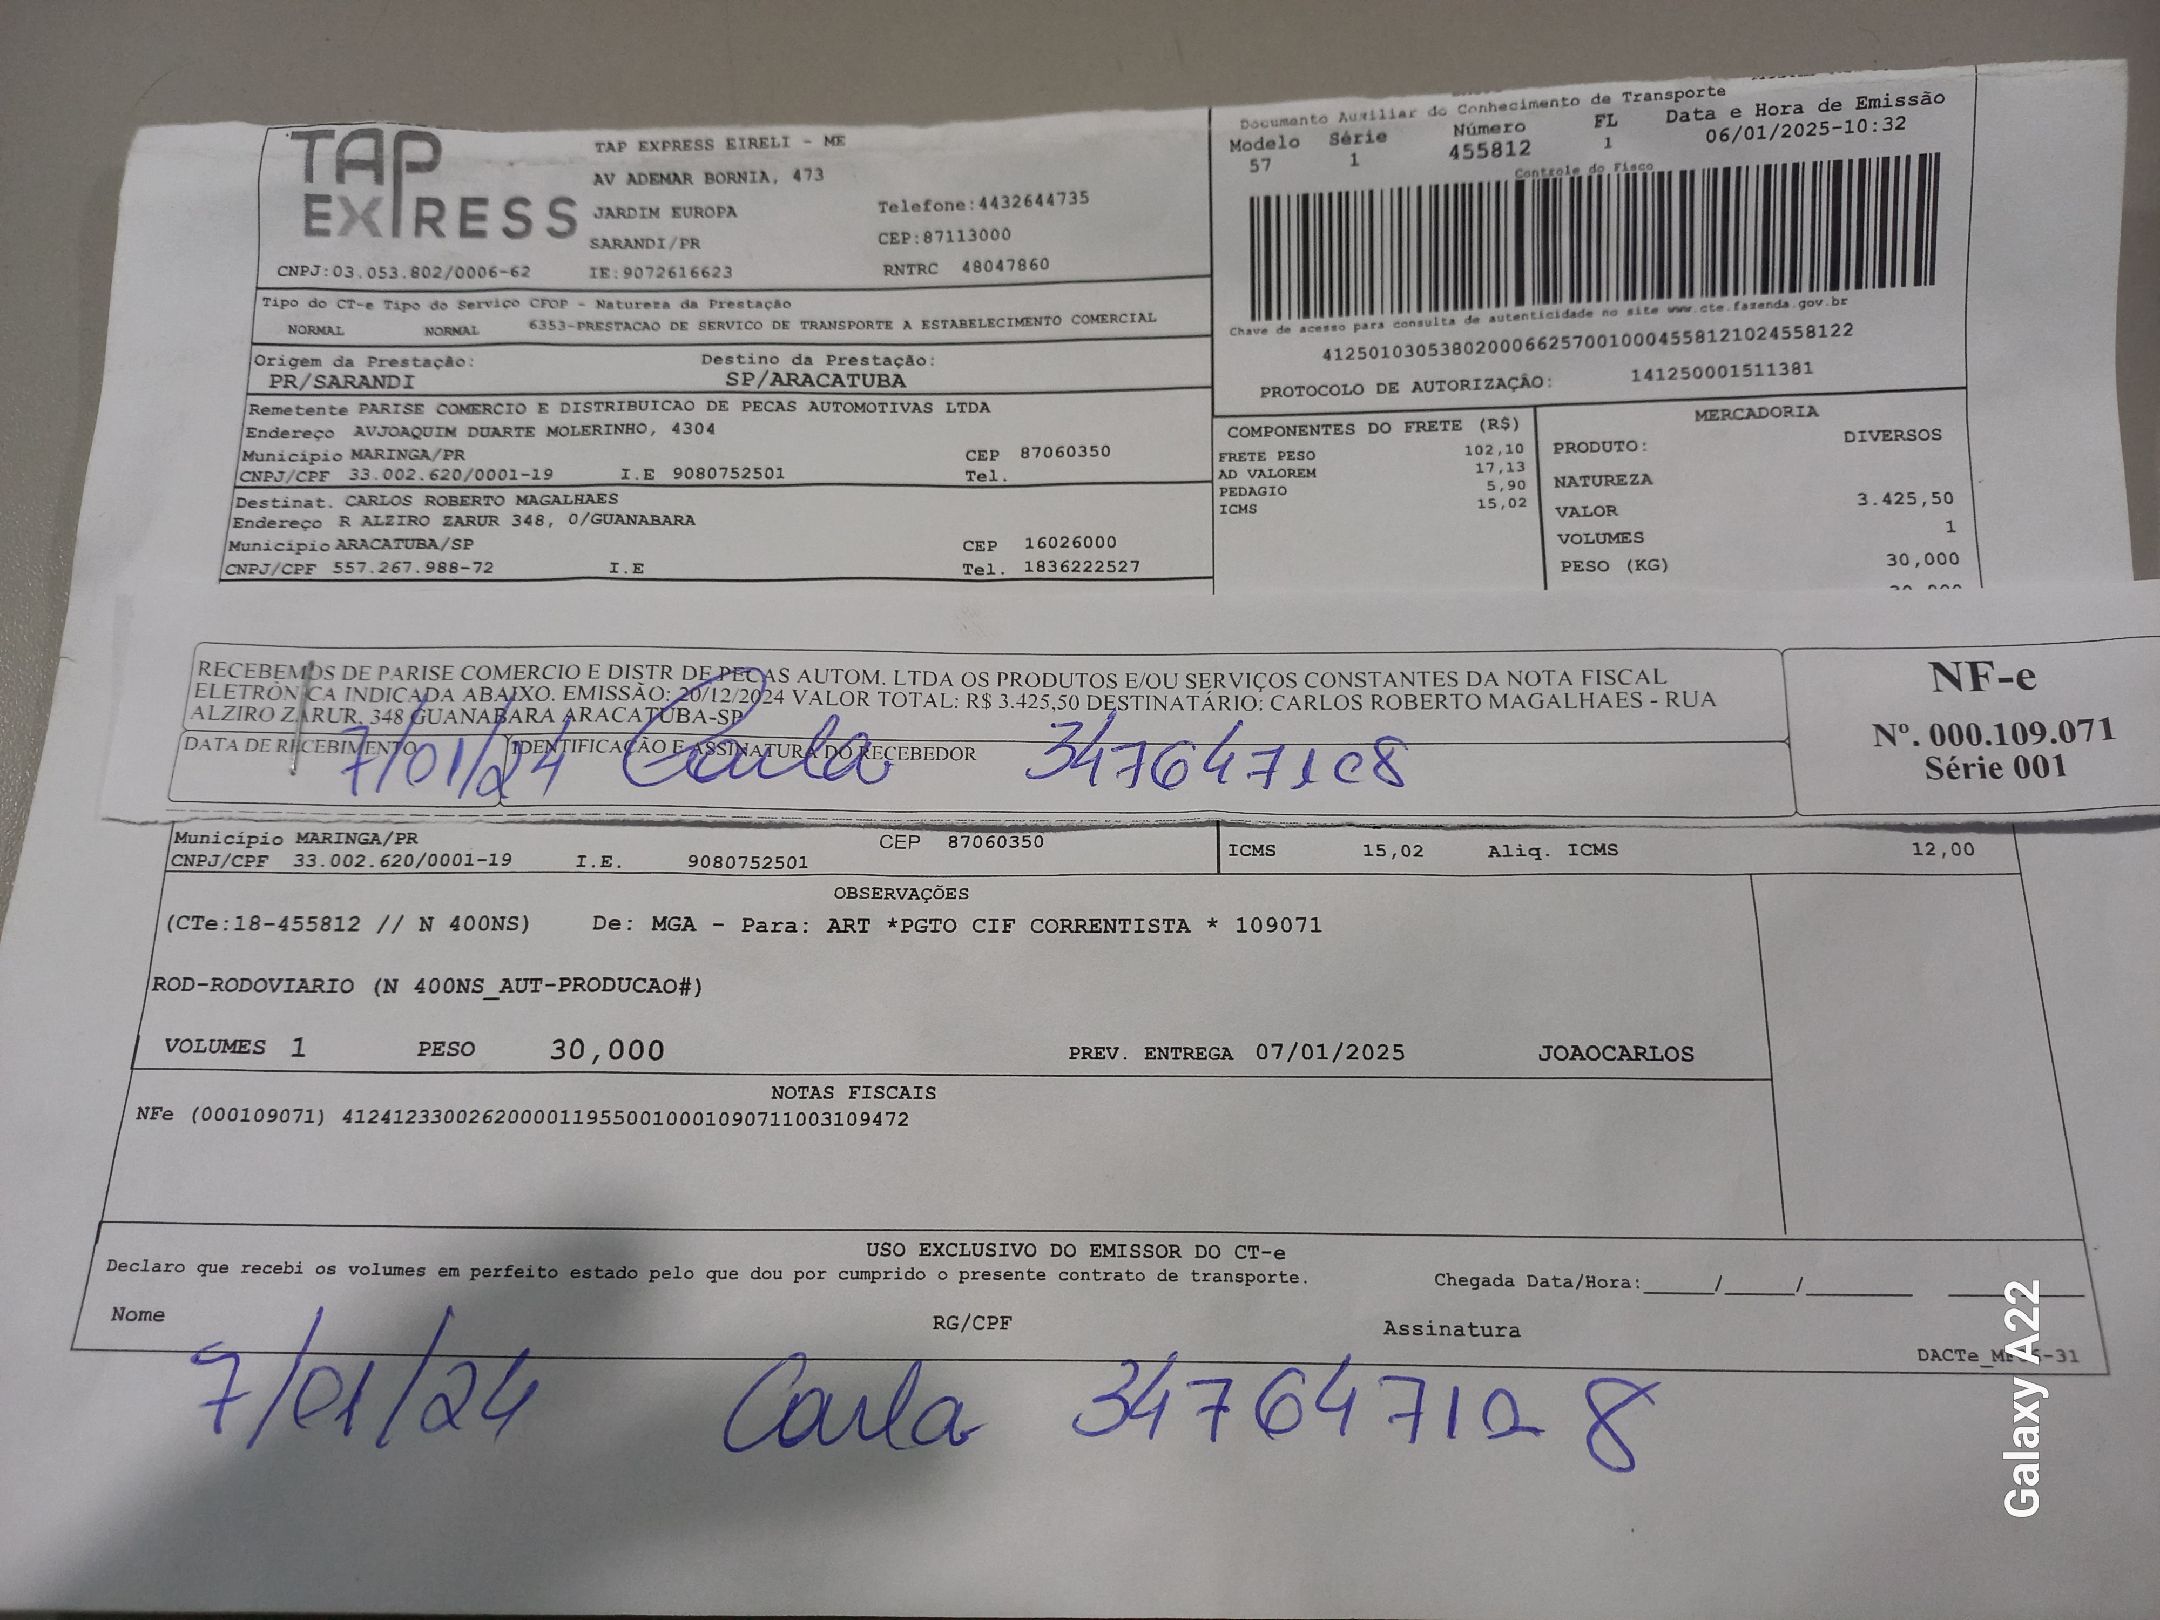 TAP
EXPRESS
TAP EXPRESS EIRELI - ME
AV ADEMAR BORNIA, 473
JARDIM EUROPA
Telefone:4432644735
SARANDI/PR
CEP:87113000
CNPJ:03.053.802/0006-62 IE:9072616623 RNTRC 48047860
Documento Auxiliar do Conhecimento de Transporte
Modelo Série Número FL Data e Hora de Emissão
57 1 455812 1 06/01/2025-10:32
Controle do Fisco
Chave de acesso para consulta de autenticidade no site www.cte.fazenda.gov.br
41250103053802000662570010004558121024558122
PROTOCOLO DE AUTORIZAÇÃO: 141250001511381
Tipo do CT-e Tipo do Serviço CFOP - Natureza da Prestação
NORMAL NORMAL 6353-PRESTACAO DE SERVICO DE TRANSPORTE A ESTABELECIMENTO COMERCIAL
Origem da Prestação: Destino da Prestação:
PR/SARANDI SP/ARACATUBA
Remetente PARISE COMERCIO E DISTRIBUICAO DE PECAS AUTOMOTIVAS LTDA
Endereço AVJOAQUIM DUARTE MOLERINHO, 4304
Município MARINGA/PR CEP 87060350
CNPJ/CPF 33.002.620/0001-19 I.E 9080752501 Tel.
Destinat. CARLOS ROBERTO MAGALHAES
Endereço R ALZIRO ZARUR 348, 0/GUANABARA
Município ARACATUBA/SP CEP 16026000
CNPJ/CPF 557.267.988-72 I.E Tel. 1836222527
COMPONENTES DO FRETE (R$)
FRETE PESO 102,10
AD VALOREM 17,13
PEDAGIO 5,90
ICMS 15,02
MERCADORIA
PRODUTO: DIVERSOS
NATUREZA
VALOR 3.425,50
VOLUMES 1
PESO (KG) 30,000
RECEBEMOS DE PARISE COMERCIO E DISTR DE PECAS AUTOM. LTDA OS PRODUTOS E/OU SERVIÇOS CONSTANTES DA NOTA FISCAL
ELETRÔNICA INDICADA ABAIXO. EMISSÃO: 20/12/2024 VALOR TOTAL: R$ 3.425,50 DESTINATÁRIO: CARLOS ROBERTO MAGALHAES - RUA
ALZIRO ZARUR, 348 GUANABARA ARACATUBA-SP
DATA DE RECEBIMENTO IDENTIFICAÇÃO E ASSINATURA DO RECEBEDOR
7/01/24 Carla 347647108
NF-e
Nº. 000.109.071
Série 001
Município MARINGA/PR CEP 87060350
CNPJ/CPF 33.002.620/0001-19 I.E. 9080752501
ICMS 15,02 Aliq. ICMS 12,00
OBSERVAÇÕES
(CTe:18-455812 // N 400NS) De: MGA - Para: ART *PGTO CIF CORRENTISTA * 109071
ROD-RODOVIARIO (N 400NS_AUT-PRODUCAO#)
VOLUMES 1 PESO 30,000 PREV. ENTREGA 07/01/2025 JOAOCARLOS
NOTAS FISCAIS
NFe (000109071) 41241233002620000119550010001090711003109472
USO EXCLUSIVO DO EMISSOR DO CT-e
Declaro que recebi os volumes em perfeito estado pelo que dou por cumprido o presente contrato de transporte. Chegada Data/Hora:____/____/____
Nome RG/CPF Assinatura
7/01/24 Carla
Galaxy A22